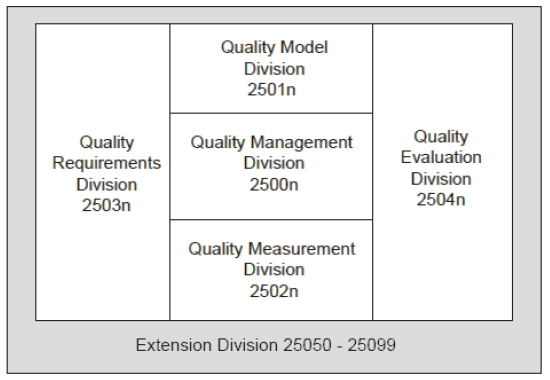 Quality
Requirements
Division
2503n
Quality Model
Division
2501n
Quality Management
Division
2500n
Quality Measurement
Division
2502n
Quality
Evaluation
Division
2504n
Extension Division 25050 - 25099